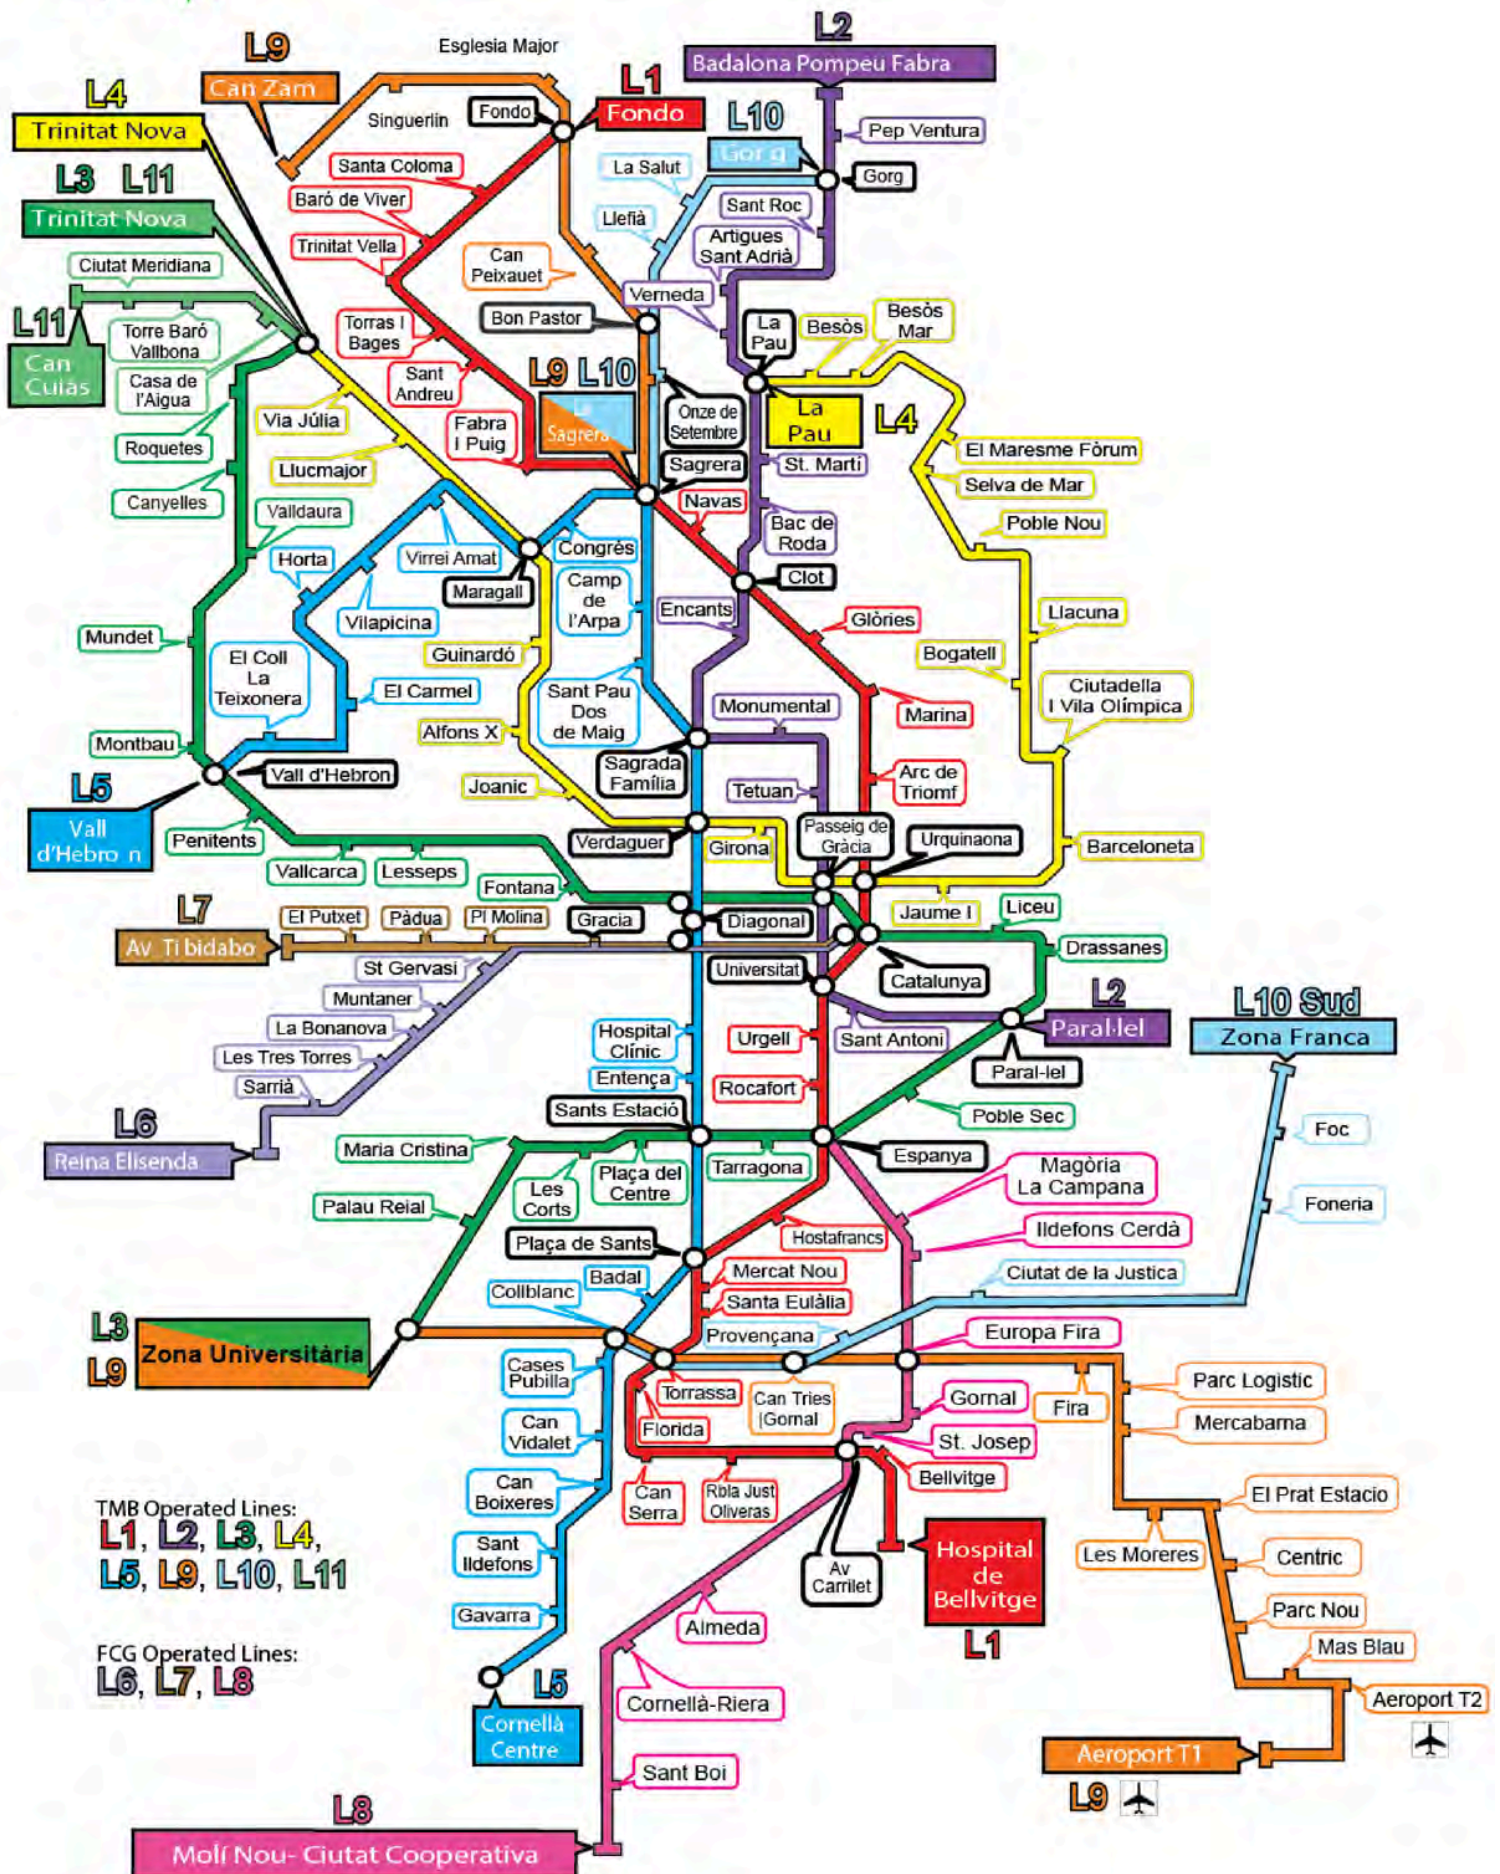 L2
Badalona Pompeu Fabra
L9
Can Zam
Esglesia Major
L1
Fondo
Fondo
L4
Trinitat Nova
Singuerlin
L10
Gor g
Pep Ventura
La Salut
Gorg
Santa Coloma
L3 L11
Trinitat Nova
Baró de Viver
Llefià
Sant Roc
Trinitat Vella
Artigues
Sant Adrià
Can
Peixauet
Ciutat Meridiana
Verneda
L11
Can
Cuiàs
Torre Baró
Vallbona
Torras I
Bages
Bon Pastor
La
Pau
Besòs
Besòs
Mar
Casa de
l'Aigua
Sant
Andreu
L9 L10
La
Sagrera
Onze de
Setembre
La
Pau
L4
Via Júlia
Fabra
I Puig
Roquetes
Llucmajor
Sagrera
St. Martí
El Maresme Fòrum
Selva de Mar
Canyelles
Navas
Valldaura
Bac de
Roda
Poble Nou
Horta
Virrei Amat
Congrés
Maragall
Camp
de
l'Arpa
Clot
Vilapicina
Encants
Glòries
Llacuna
Mundet
El Coll
La
Teixonera
Guinardó
Bogatell
El Carmel
Sant Pau
Dos
de Maig
Monumental
Marina
Ciutadella
I Vila Olímpica
Montbau
Alfons X
Vall d'Hebron
Sagrada
Família
Joanic
Tetuan
Arc de
Triomf
L5
Vall
d'Hebro n
Penitents
Verdaguer
Girona
Passeig de
Gràcia
Urquinaona
Barceloneta
Vallcarca
Lesseps
Fontana
Jaume I
Liceu
L7
Av Ti bidabo
El Putxet
Pàdua
Pl Molina
Gracia
Diagonal
Drassanes
St Gervasi
Universitat
Catalunya
Muntaner
La Bonanova
Les Tres Torres
Sarrià
Hospital
Clínic
Urgell
Sant Antoni
L2
Paral·lel
L10 Sud
Zona Franca
Entença
Rocafort
Paral-lel
Sants Estació
Poble Sec
L6
Reina Elisenda
Foc
Maria Cristina
Les
Corts
Plaça del
Centre
Tarragona
Espanya
Magòria
La Campana
Palau Reial
Foneria
Hostafrancs
Ildefons Cerdà
Plaça de Sants
Badal
Mercat Nou
Ciutat de la Justica
Collblanc
Santa Eulàlia
L3
L9
Zona Universitària
Provençana
Europa Fira
Cases
Pubilla
Torrassa
Can Tries
|Gornal
Fira
Parc Logistic
Can
Vidalet
Florida
Gornal
Mercabarna
St. Josep
Can
Boixeres
Can
Serra
Rbla Just
Oliveras
Bellvitge
El Prat Estacio
TMB Operated Lines:
L1, L2, L3, L4,
L5, L9, L10, L11
Sant
Ildefons
Av
Carrilet
Hospital
de
Bellvitge
L1
Les Moreres
Centric
Gavarra
Almeda
Parc Nou
FCG Operated Lines:
L6, L7, L8
Mas Blau
L5
Cornellà
Centre
Cornellà-Riera
Aeroport T2
Sant Boi
Aeroport T1
L9
L8
Molí Nou- Ciutat Cooperativa